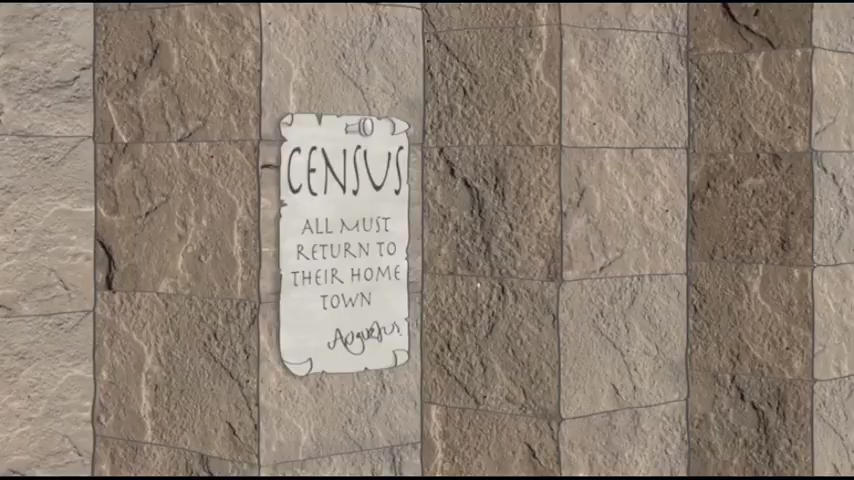 CENSUS
ALL MUST
RETURN TO
THEIR HOME
TOWN
Augustus